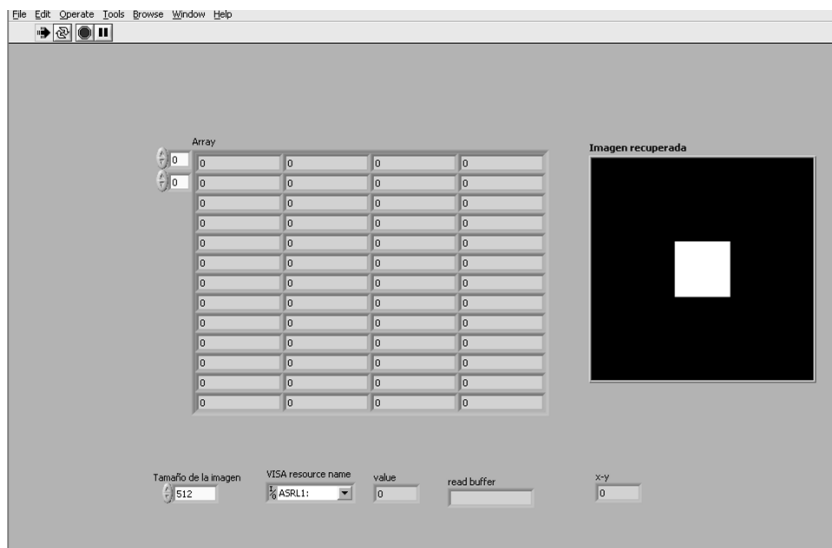 File Edit Operate Tools Browse Window Help
Array
Imagen recuperada
0 0 0 0 0
0 0 0 0 0
0 0 0 0
0 0 0 0
0 0 0 0
0 0 0 0
0 0 0 0
0 0 0 0
0 0 0 0
0 0 0 0
0 0 0 0
0 0 0 0
0 0 0 0
Tamaño de la imagen VISA resource name value read buffer x-y
512 I/O ASRL1: 0 0